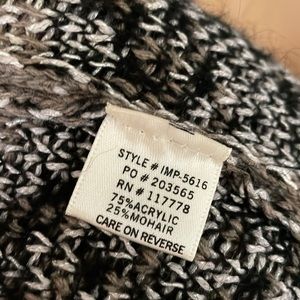 STYLE # IMP-5616
PO # 203565
RN # 117778
75%ACRYLIC
25%MOHAIR
CARE ON REVERSE